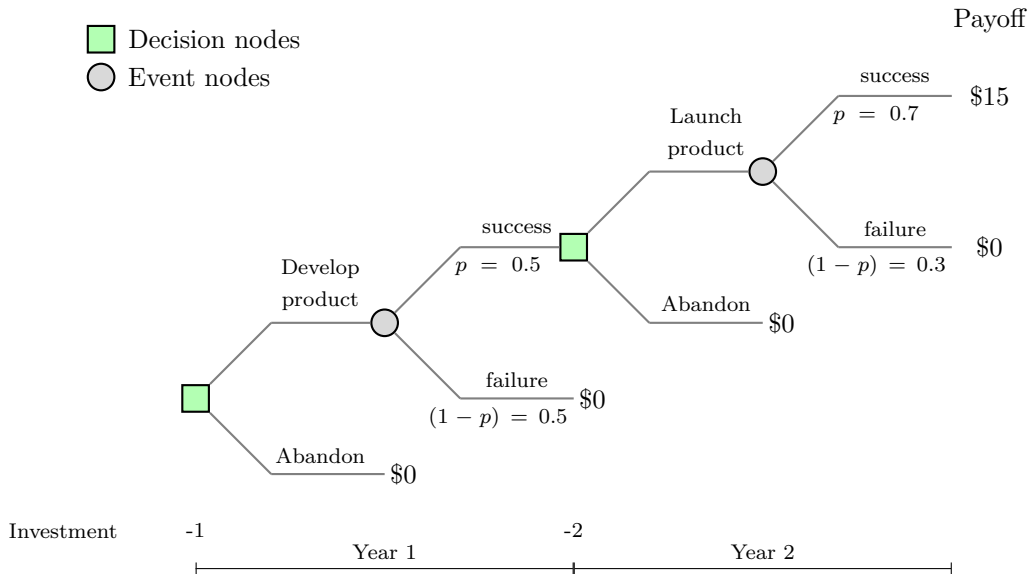 Payoff
Decision nodes
Event nodes
success
$15
p = 0.7
Launch
product
failure
$0
(1 − p) = 0.3
success
p = 0.5
Develop
product
Abandon
$0
failure
$0
(1 − p) = 0.5
Abandon
$0
Investment
-1
-2
Year 1
Year 2